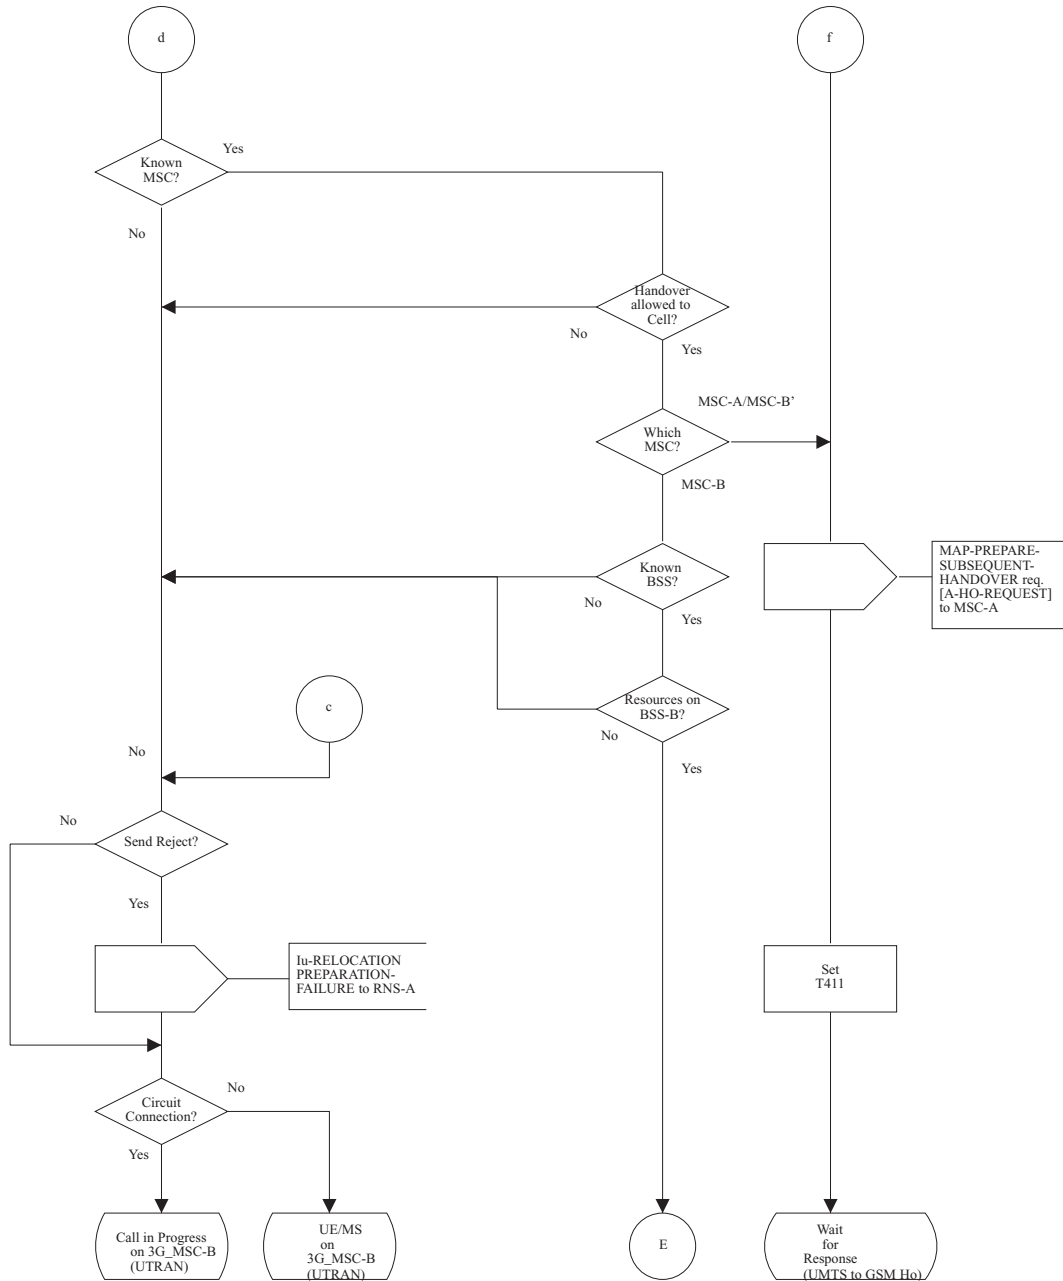 d
f
Known
MSC?
Yes
No
Handover
allowed to
Cell?
No
Yes
MSC-A/MSC-B’
Which
MSC?
MSC-B
Known
BSS?
No
Yes
MAP-PREPARE-
SUBSEQUENT-
HANDOVER req.
[A-HO-REQUEST]
to MSC-A
c
Resources on
BSS-B?
No
Yes
No
No
Send Reject?
Yes
Iu-RELOCATION
PREPARATION-
FAILURE to RNS-A
Set
T411
No
Circuit
Connection?
Yes
Call in Progress
on 3G_MSC-B
(UTRAN)
UE/MS
on
3G_MSC-B
(UTRAN)
E
Wait
for
Response
(UMTS to GSM Ho)